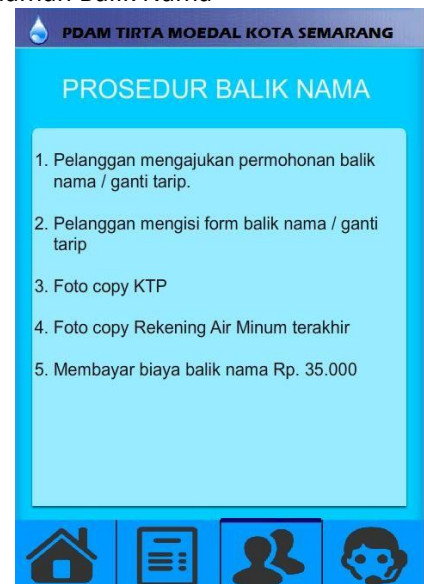 PDAM TIRTA MOEDAL KOTA SEMARANG
PROSEDUR BALIK NAMA
1. Pelanggan mengajukan permohonan balik
nama / ganti tarip.
2. Pelanggan mengisi form balik nama / ganti
tarip
3. Foto copy KTP
4. Foto copy Rekening Air Minum terakhir
5. Membayar biaya balik nama Rp. 35.000